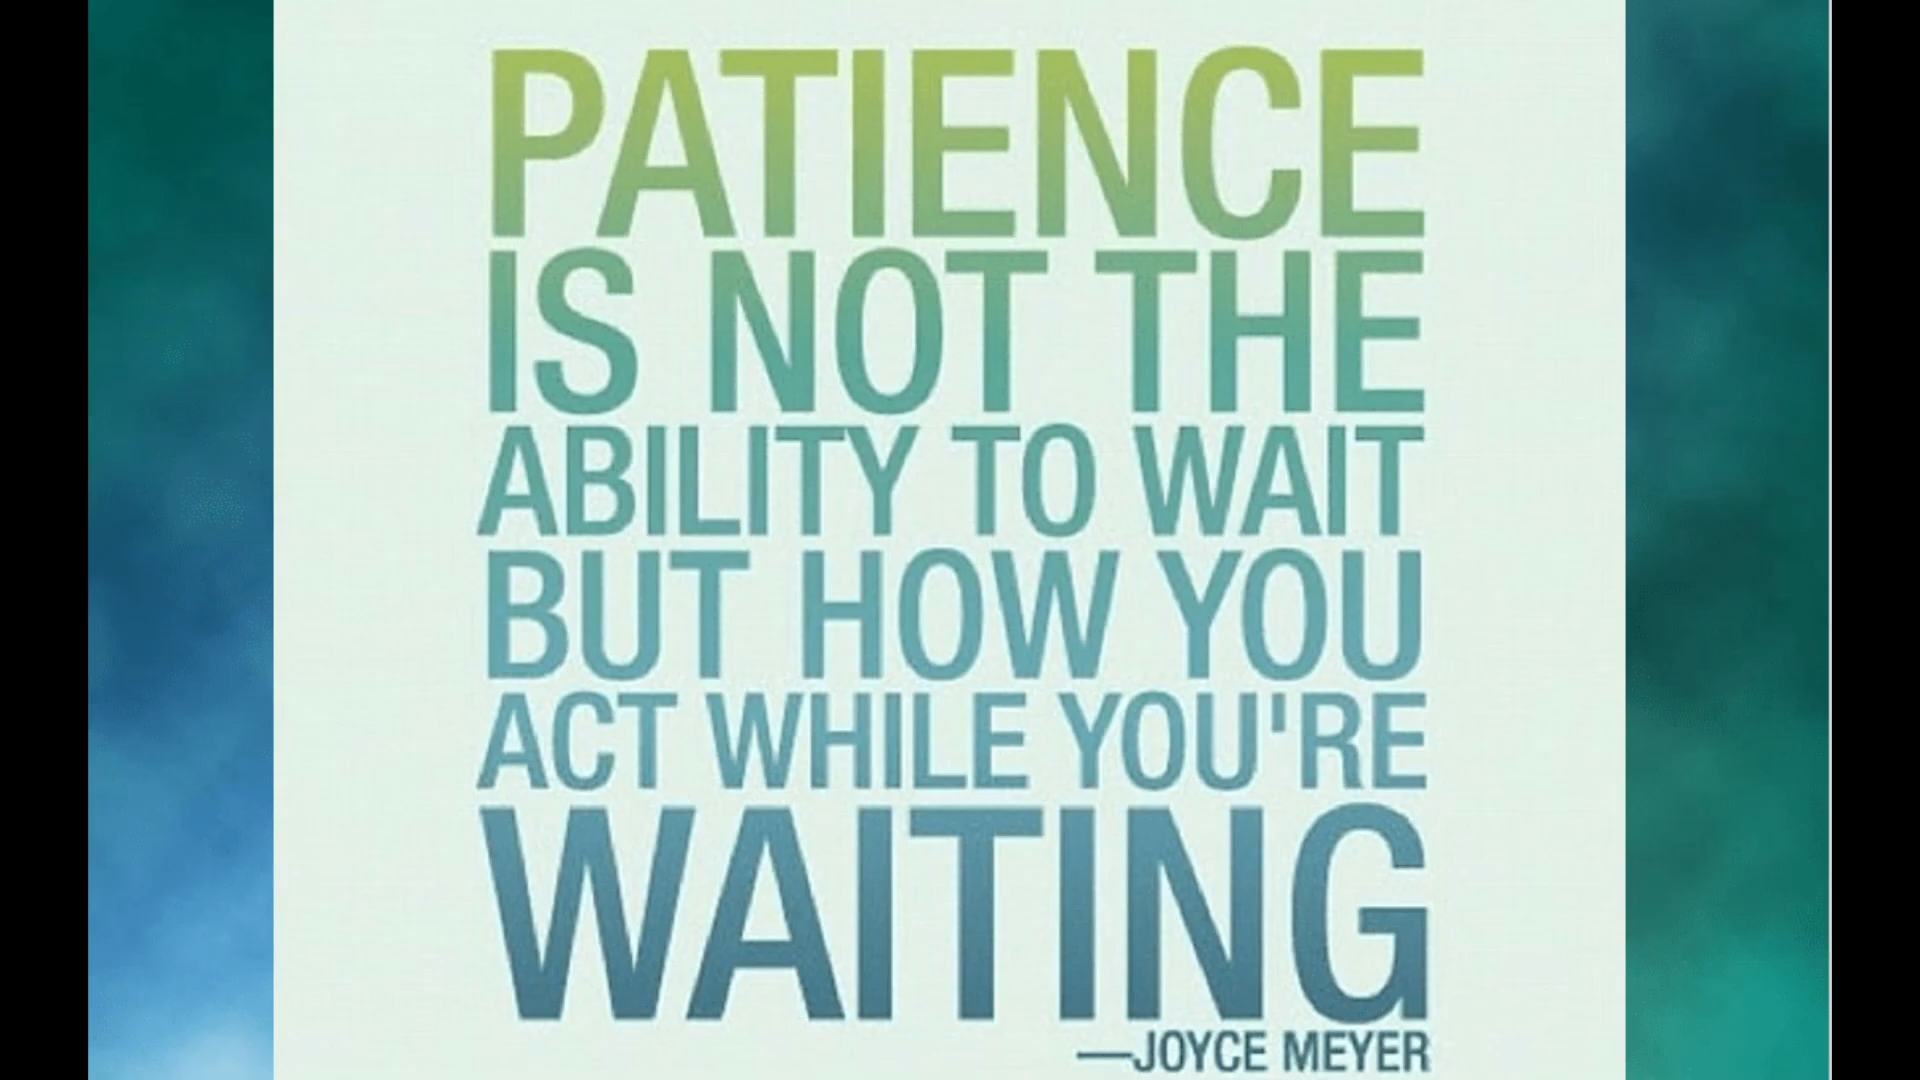 PATIENCE
IS NOT THE
ABILITY TO WAIT
BUT HOW YOU
ACT WHILE YOU'RE
WAITING
—JOYCE MEYER